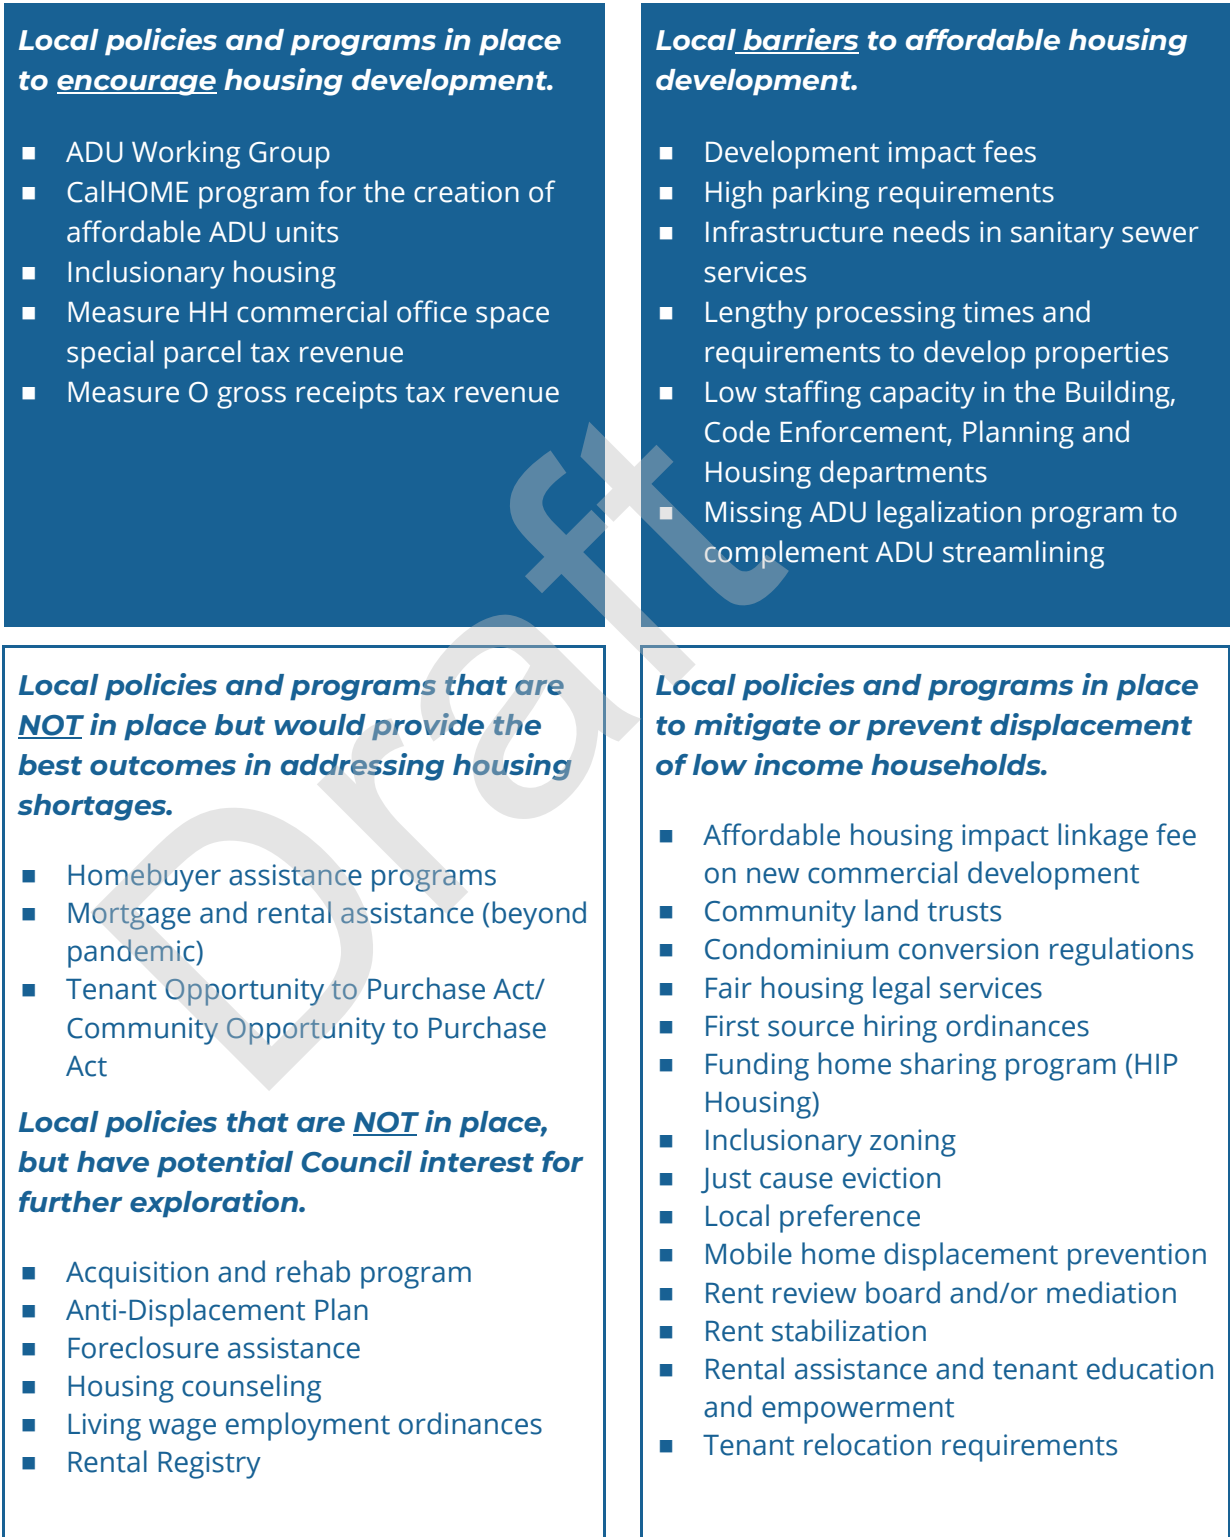 Local policies and programs in place
to encourage housing development.
■ ADU Working Group
■ CalHOME program for the creation of
affordable ADU units
■ Inclusionary housing
■ Measure HH commercial office space
special parcel tax revenue
■ Measure O gross receipts tax revenue
Local barriers to affordable housing
development.
■ Development impact fees
■ High parking requirements
■ Infrastructure needs in sanitary sewer
services
■ Lengthy processing times and
requirements to develop properties
■ Low staffing capacity in the Building,
Code Enforcement, Planning and
Housing departments
■ Missing ADU legalization program to
complement ADU streamlining
Local policies and programs that are
NOT in place but would provide the
best outcomes in addressing housing
shortages.
■ Homebuyer assistance programs
■ Mortgage and rental assistance (beyond
pandemic)
■ Tenant Opportunity to Purchase Act/
Community Opportunity to Purchase
Act
Local policies that are NOT in place,
but have potential Council interest for
further exploration.
■ Acquisition and rehab program
■ Anti-Displacement Plan
■ Foreclosure assistance
■ Housing counseling
■ Living wage employment ordinances
■ Rental Registry
Local policies and programs in place
to mitigate or prevent displacement
of low income households.
■ Affordable housing impact linkage fee
on new commercial development
■ Community land trusts
■ Condominium conversion regulations
■ Fair housing legal services
■ First source hiring ordinances
■ Funding home sharing program (HIP
Housing)
■ Inclusionary zoning
■ Just cause eviction
■ Local preference
■ Mobile home displacement prevention
■ Rent review board and/or mediation
■ Rent stabilization
■ Rental assistance and tenant education
and empowerment
■ Tenant relocation requirements
Draft